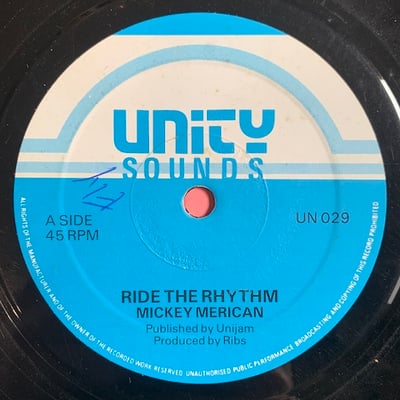 UNITY
SOUNDS
A SIDE
45 RPM
UN 029
RIDE THE RHYTHM
MICKEY MERICAN
Published by Unijam
Produced by Ribs
ALL RIGHTS OF THE MANUFACTURER AND OF THE OWNER OF THE RECORDED WORK RESERVED UNAUTHORISED PUBLIC PERFORMANCE BROADCASTING AND COPYING OF THIS RECORD PROHIBITED